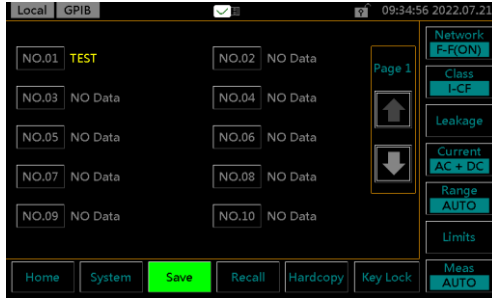 Local GPIB 09:34:56 2022.07.21
NO.01 TEST NO.02 NO Data
NO.03 NO Data NO.04 NO Data
NO.05 NO Data NO.06 NO Data
NO.07 NO Data NO.08 NO Data
NO.09 NO Data NO.10 NO Data
Page 1
Network
F-F(ON)
Class
I-CF
Leakage
Current
AC + DC
Range
AUTO
Limits
Meas
AUTO
Home System Save Recall Hardcopy Key Lock